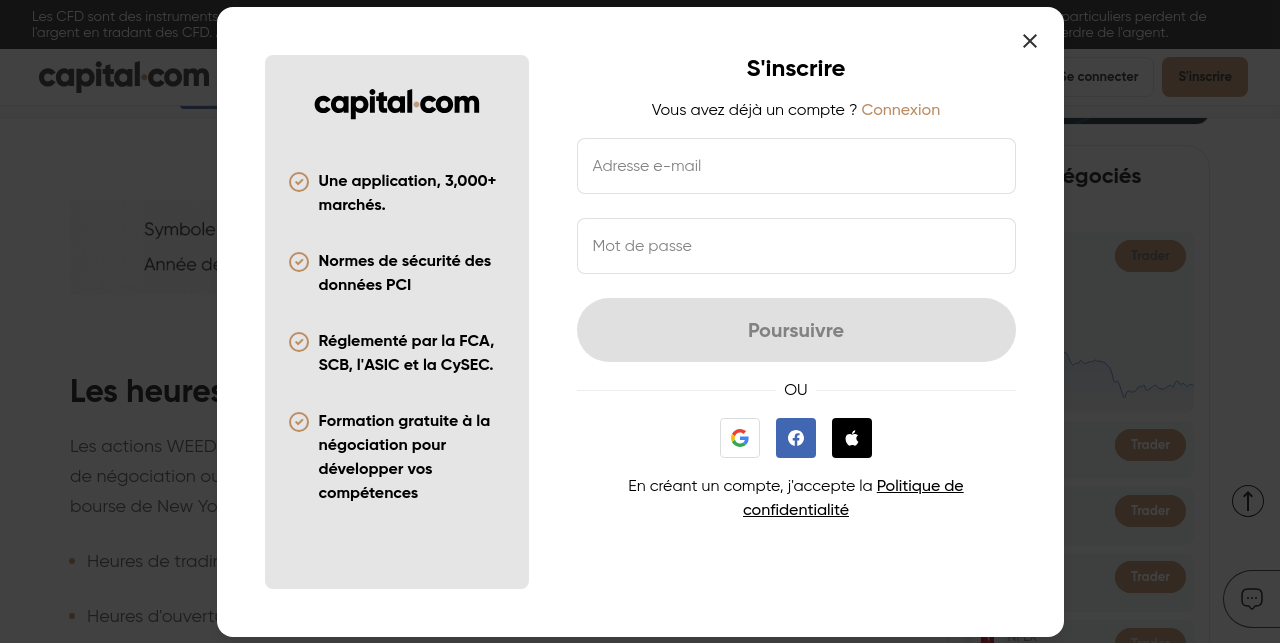 Les CFD sont des instruments
particuliers perdent de
l'argent en tradant des CFD.
perdre de l'argent.
capital.com
Se connecter
S'inscrire
Symbole
Année de
Les heures
Les actions WEED
de négociation ou
bourse de New Yo
Heures de tradin
Heures d'ouvertu
capital.com
Une application, 3,000+
marchés.
Normes de sécurité des
données PCI
Réglementé par la FCA,
SCB, l'ASIC et la CySEC.
Formation gratuite à la
négociation pour
développer vos
compétences
S'inscrire
Vous avez déjà un compte ? Connexion
Adresse e-mail
Mot de passe
Poursuivre
OU
En créant un compte, j'accepte la Politique de
confidentialité
égociés
Trader
Trader
Trader
Trader
Trader